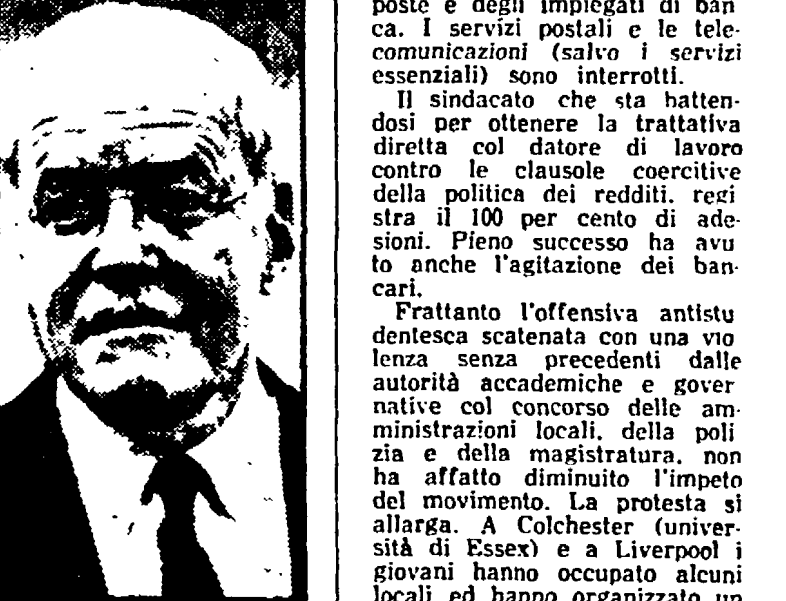 poste e degli impiegati di ban
ca. I servizi postali e le tele-
comunicazioni (salvo i servizi
essenziali) sono interrotti.
Il sindacato che sta batten-
dosi per ottenere la trattativa
diretta col datore di lavoro
contro le clausole coercitive
della politica dei redditi. regi
stra il 100 per cento di ade-
sioni. Pieno successo ha avu
to anche l'agitazione dei ban-
cari.
Frattanto l'offensiva antistu
dentesca scatenata con una vio
lenza senza precedenti dalle
autorità accademiche e gover
native col concorso delle am-
ministrazioni locali. della poli
zia e della magistratura. non
ha affatto diminuito l'impeto
del movimento. La protesta si
allarga. A Colchester (univer-
sità di Essex) e a Liverpool i
giovani hanno occupato alcuni
locali ed hanno organizzato un